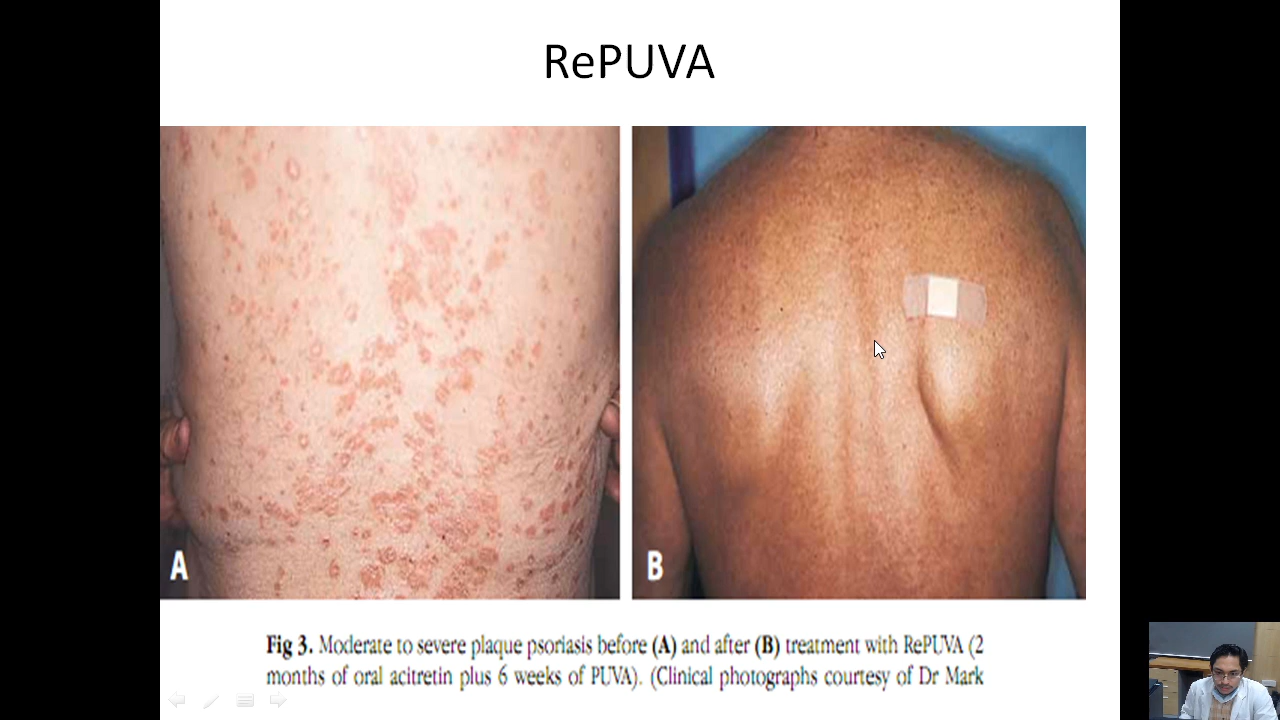 RePUVA
A
B
Fig 3. Moderate to severe plaque psoriasis before (A) and after (B) treatment with RePUVA (2
months of oral acitretin plus 6 weeks of PUVA). (Clinical photographs courtesy of Dr Mark